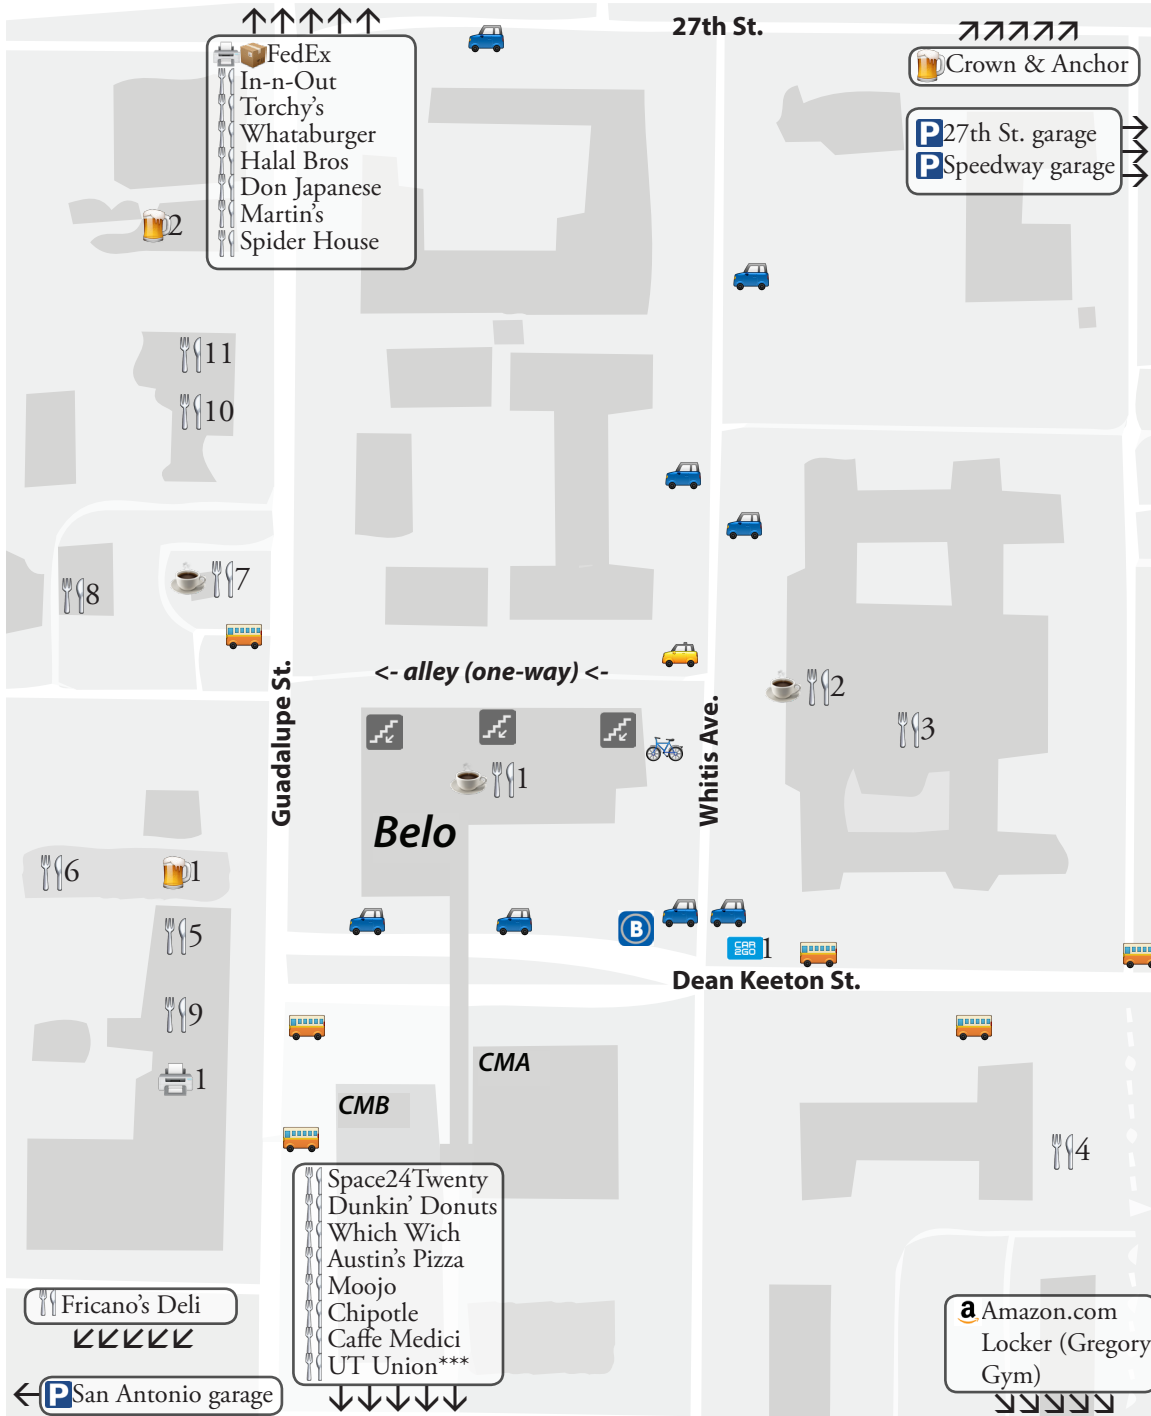 27th St.
FedEx
In-n-Out
Torchy's
Whataburger
Halal Bros
Don Japanese
Martin's
Spider House
Crown & Anchor
P 27th St. garage
P Speedway garage
2
11
10
7
8
<- alley (one-way) <-
Guadalupe St.
Whitis Ave.
2
3
1
Belo
6
1
5
B
CAR
2GO 1
Dean Keeton St.
9
CMA
1
CMB
4
Space24Twenty
Dunkin' Donuts
Which Wich
Austin's Pizza
Moojo
Chipotle
Caffe Medici
UT Union***
Fricano's Deli
P San Antonio garage
a Amazon.com
Locker (Gregory
Gym)